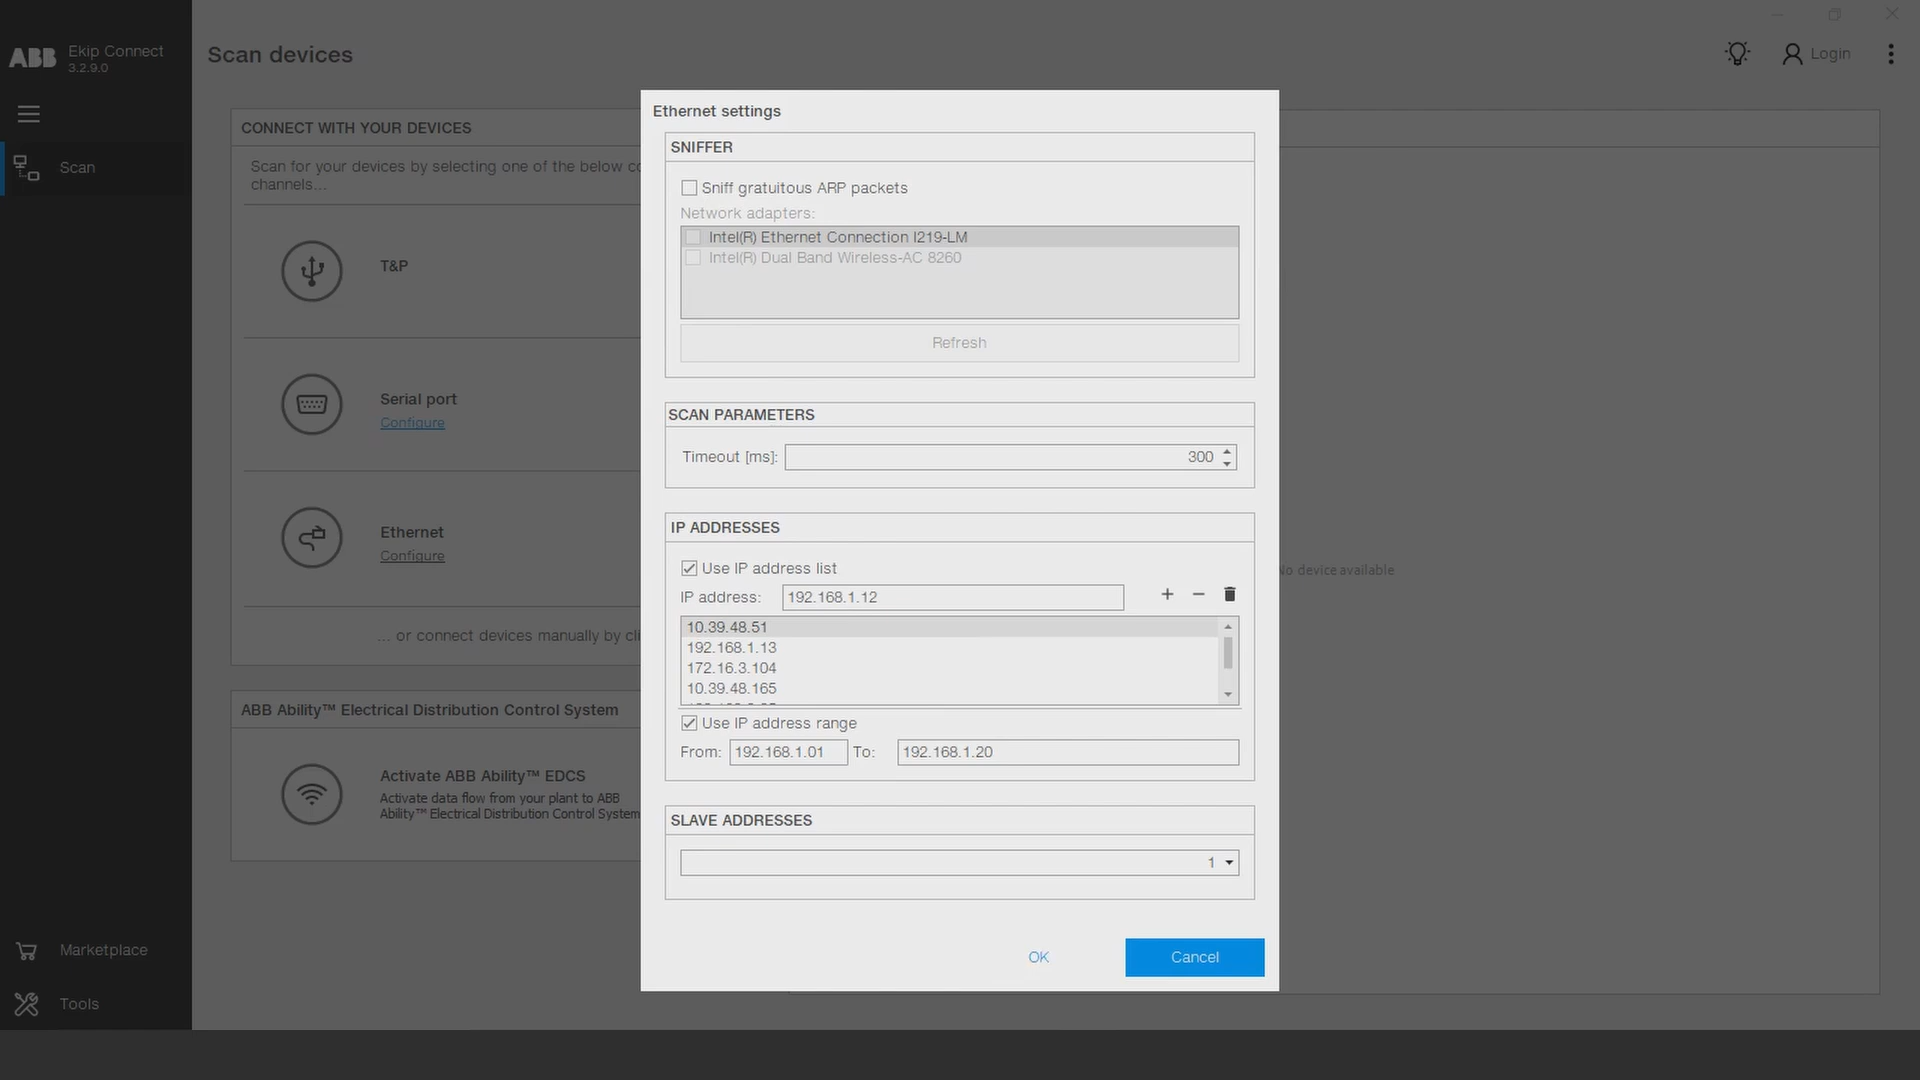 ABB
Ekip Connect
3.2.9.0
Scan devices
Login
Scan
CONNECT WITH YOUR DEVICES
Scan for your devices by selecting one of the below
channels...
T&P
Serial port
Configure
Ethernet
Configure
... or connect devices manually by
ABB Ability™ Electrical Distribution Control System
Activate ABB Ability™ EDCS
Activate data flow from your plant to ABB
Ability™ Electrical Distribution Control System
Marketplace
Tools
Ethernet settings
SNIFFER
Sniff gratuitous ARP packets
Network adapters:
Intel(R) Ethernet Connection I219-LM
Intel(R) Dual Band Wireless-AC 8260
Refresh
SCAN PARAMETERS
Timeout [ms]: 300
IP ADDRESSES
Use IP address list
IP address: 192.168.1.12
10.39.48.51
192.168.1.13
172.16.3.104
10.39.48.165
Use IP address range
From: 192.168.1.01 To: 192.168.1.20
SLAVE ADDRESSES
1
OK Cancel
No device available